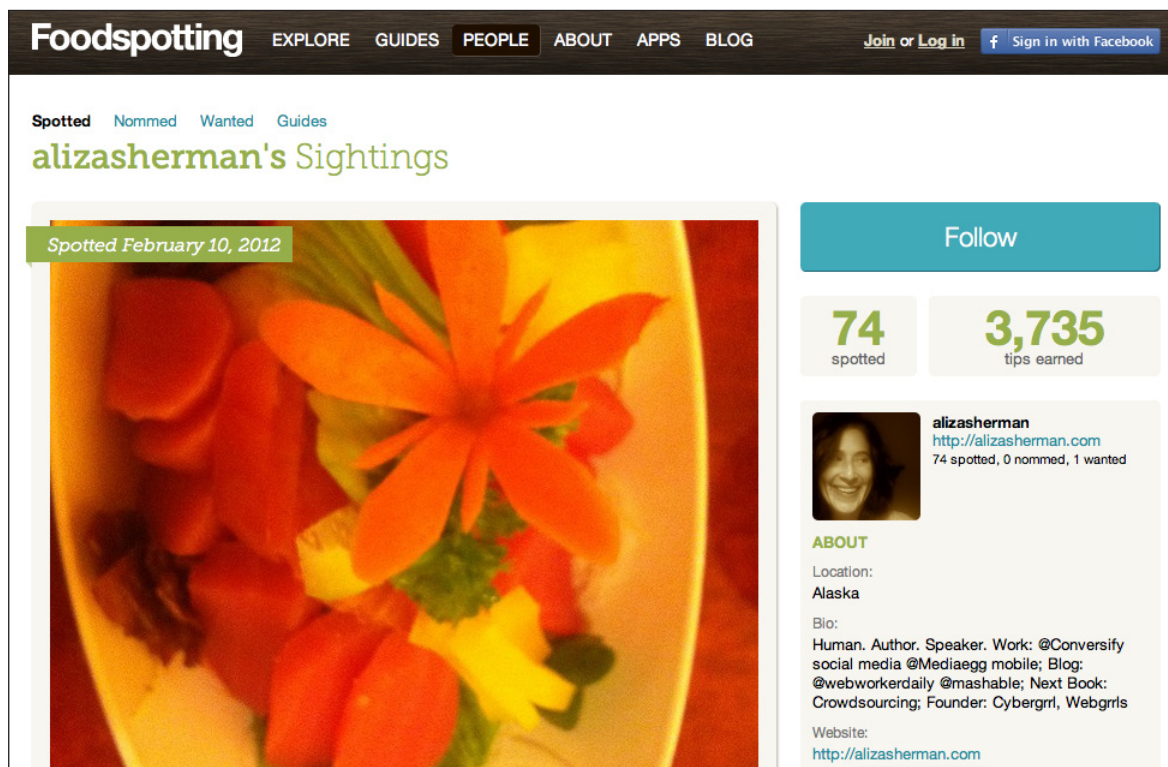 Foodspotting EXPLORE GUIDES PEOPLE ABOUT APPS BLOG Join or Log in f Sign in with Facebook
Spotted Nommed Wanted Guides
alizasherman's Sightings
Spotted February 10, 2012
Follow
74
spotted
3,735
tips earned
alizasherman
http://alizasherman.com
74 spotted, 0 nommed, 1 wanted
ABOUT
Location:
Alaska
Bio:
Human. Author. Speaker. Work: @Conversify
social media @Mediaegg mobile; Blog:
@webworkerdaily @mashable; Next Book:
Crowdsourcing; Founder: Cybergrrl, Webgrrls
Website:
http://alizasherman.com